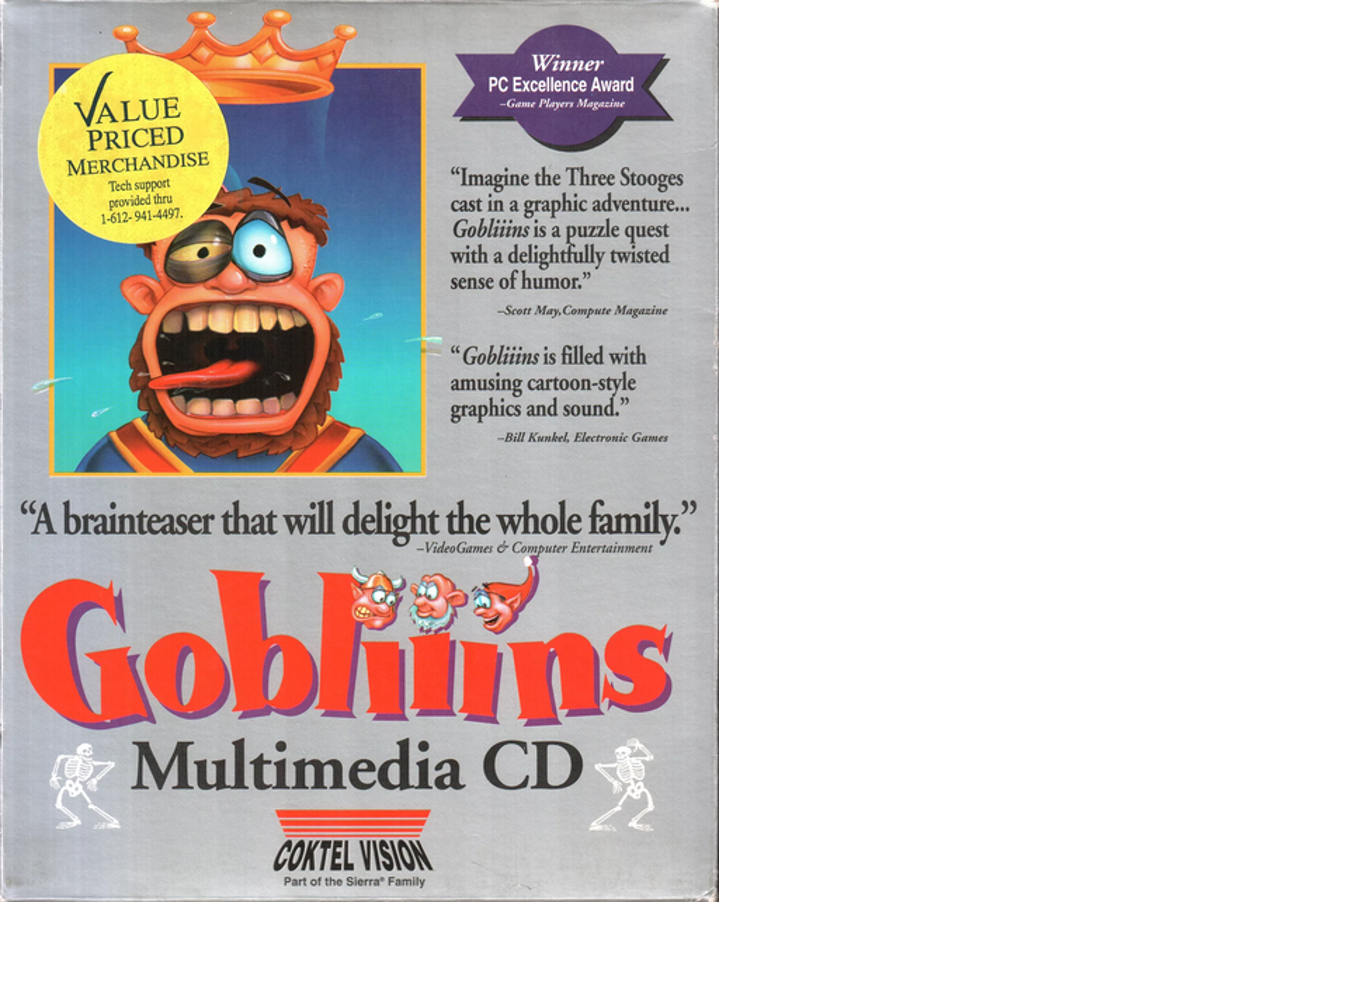 VALUE
PRICED
MERCHANDISE
Tech support
provided thru
1-612- 941-4497.
Winner
PC Excellence Award
–Game Players Magazine
“Imagine the Three Stooges
cast in a graphic adventure...
Gobliiins is a puzzle quest
with a delightfully twisted
sense of humor.”
–Scott May, Compute Magazine
“Gobliiins is filled with
amusing cartoon-style
graphics and sound.”
–Bill Kunkel, Electronic Games
“A brainteaser that will delight the whole family.”
–VideoGames & Computer Entertainment
Gobliiins
Multimedia CD
COKTEL VISION
Part of the Sierra® Family